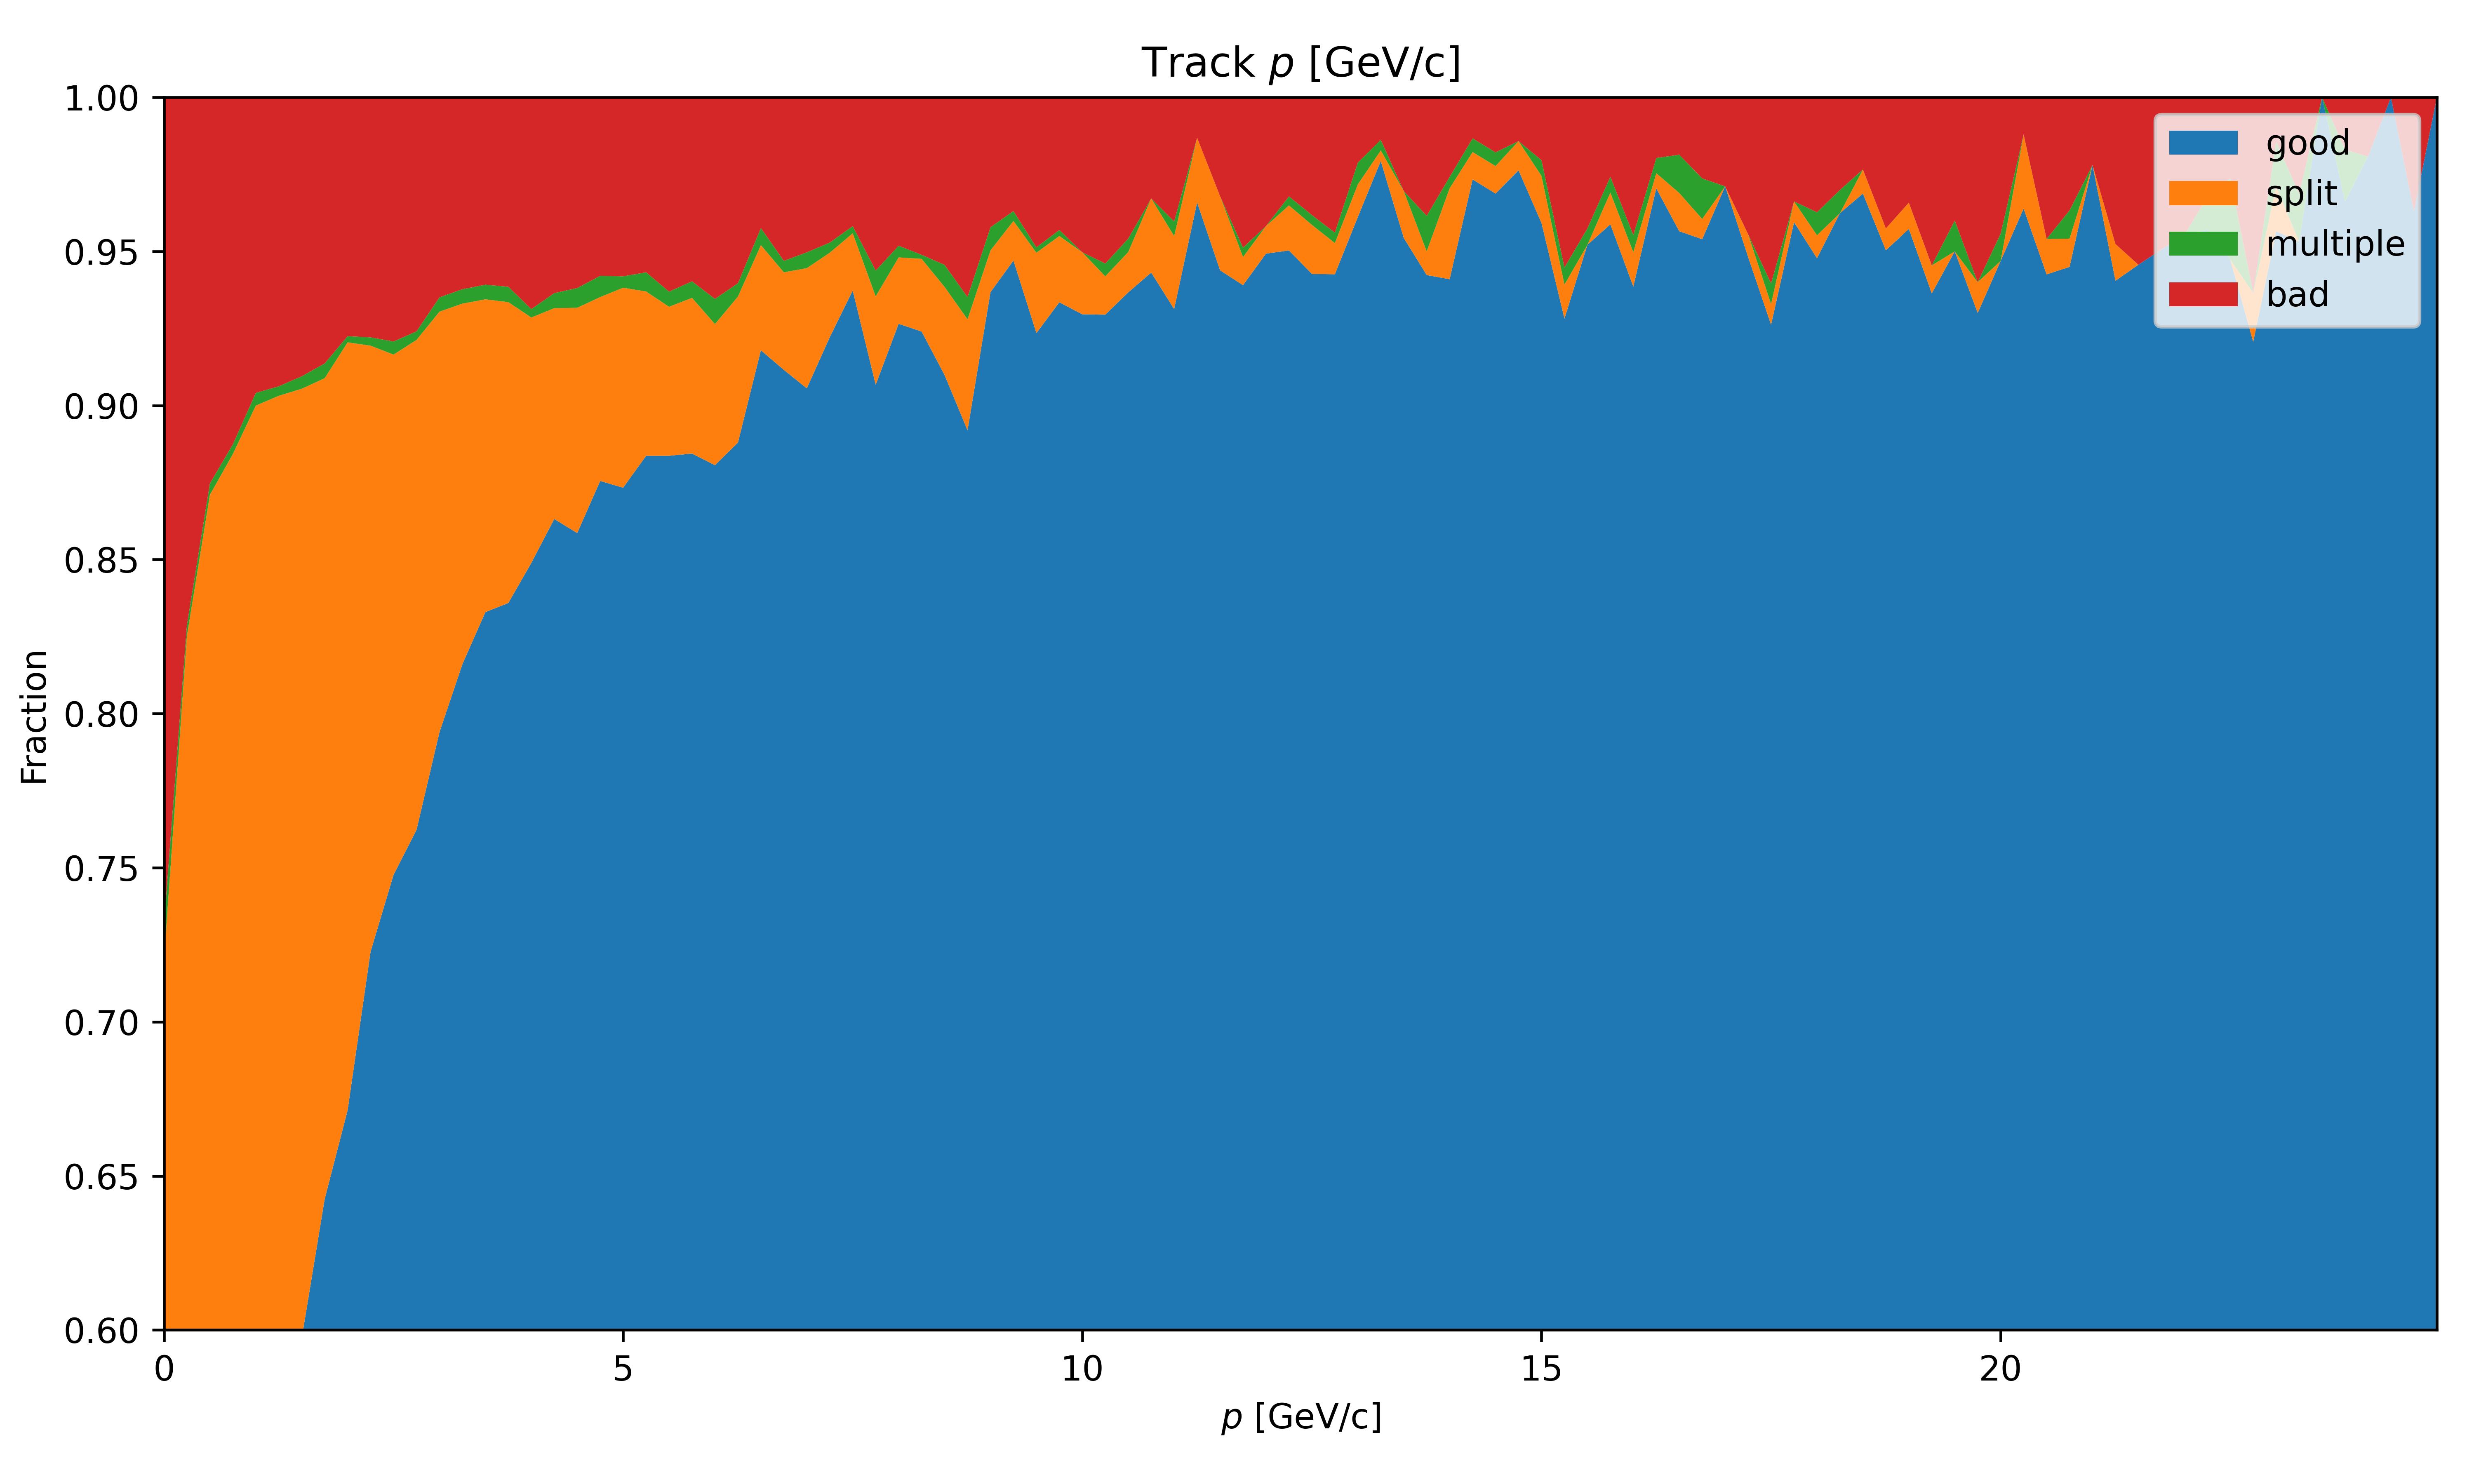 Track p [GeV/c]
1.00
0.95
0.90
0.85
0.80
0.75
0.70
0.65
0.60
Fraction
good
split
multiple
bad
0 5 10 15 20
p [GeV/c]